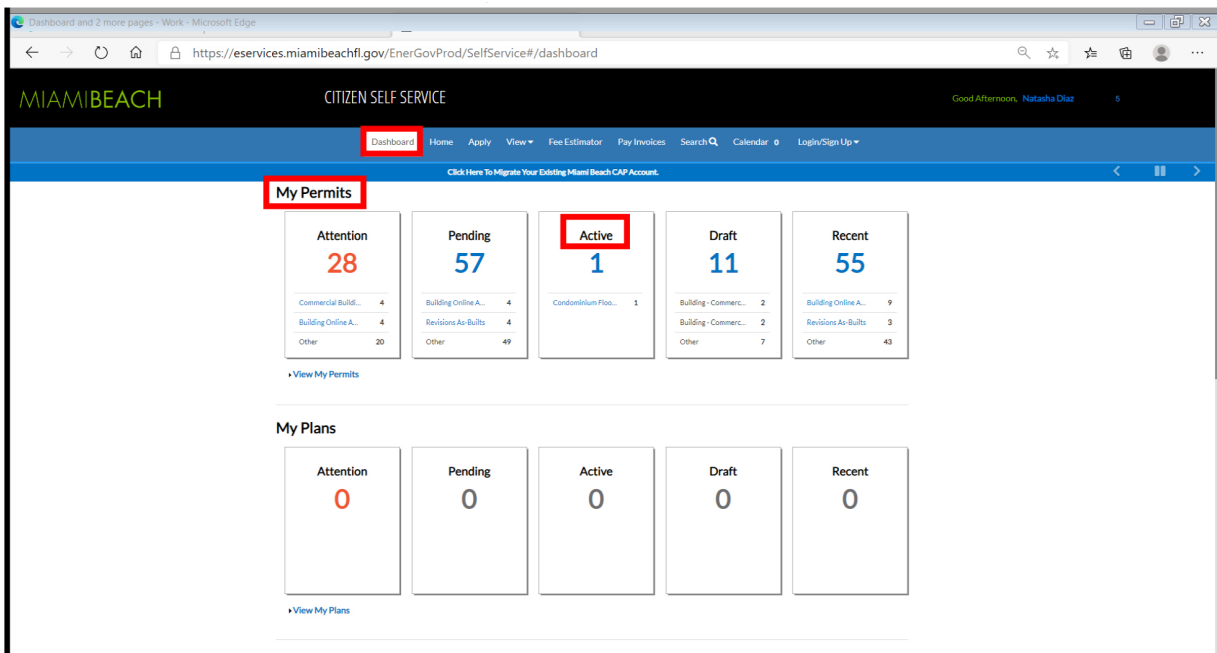 Dashboard and 2 more pages - Work - Microsoft Edge
https://eservices.miamibeachfl.gov/EnerGovProd/SelfService#/dashboard
MIAMIBEACH
CITIZEN SELF SERVICE
Good Afternoon, Natasha Diaz 5
Dashboard Home Apply View Fee Estimator Pay Invoices Search Calendar 0 Login/Sign Up
Click Here To Migrate Your Existing Miami Beach CAP Account.
My Permits
Attention Pending Active Draft Recent
28 57 1 11 55
Commercial Buildi... 4 Building Online A... 4 Condominium Floo... 1 Building - Commerc... 2 Building Online A... 9
Building Online A... 4 Revisions As-Builts 4 Building - Commerc... 2 Revisions As-Builts 3
Other 20 Other 49 Other 7 Other 43
View My Permits
My Plans
Attention Pending Active Draft Recent
0 0 0 0 0
View My Plans